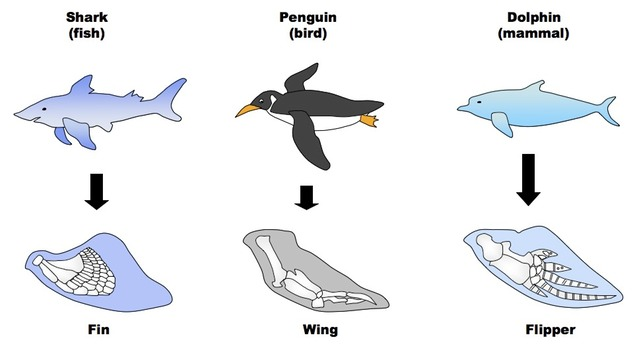 Shark
(fish)
Penguin
(bird)
Dolphin
(mammal)
Fin
Wing
Flipper